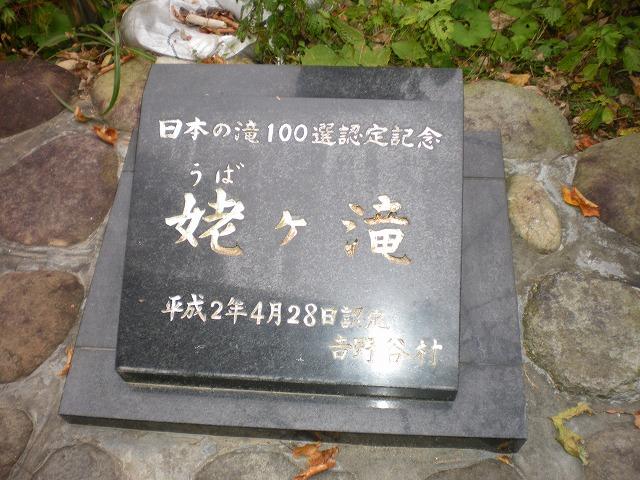 日本の滝100選認定記念
うば
姥ヶ滝
平成2年4月28日認定
吉野谷村